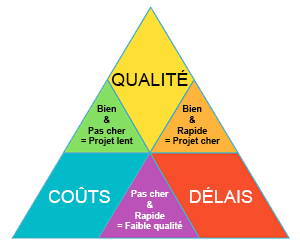 QUALITÉ
Bien
&
Pas cher
= Projet lent
Bien
&
Rapide
= Projet cher
COÛTS
Pas cher
&
Rapide
= Faible qualité
DÉLAIS